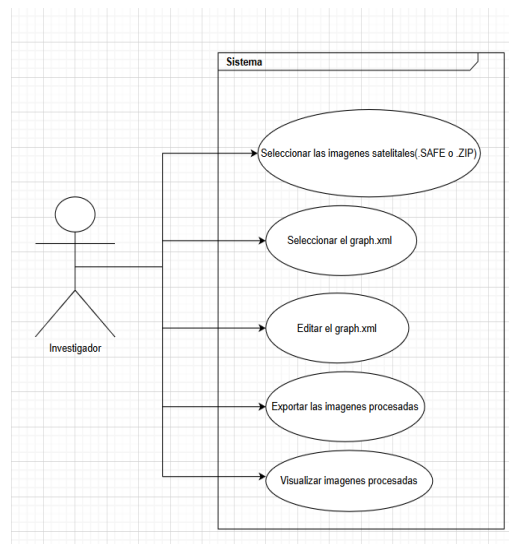 Sistema
Seleccionar las imagenes satelitales(.SAFE o .ZIP)
Seleccionar el graph.xml
Editar el graph.xml
Investigador
Exportar las imagenes procesadas
Visualizar imagenes procesadas